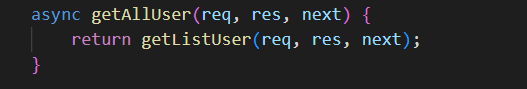 async getAllUser(req, res, next) {
    return getListUser(req, res, next);
}